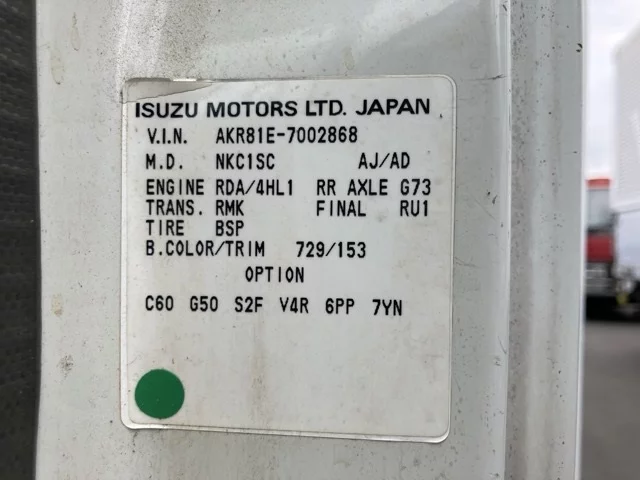 ISUZU MOTORS LTD. JAPAN
V.I.N. AKR81E-7002868
M.D. NKC1SC AJ/AD
ENGINE RDA/4HL1 RR AXLE G73
TRANS. RMK FINAL RU1
TIRE BSP
B.COLOR/TRIM 729/153
OPTION
C60 G50 S2F V4R 6PP 7YN